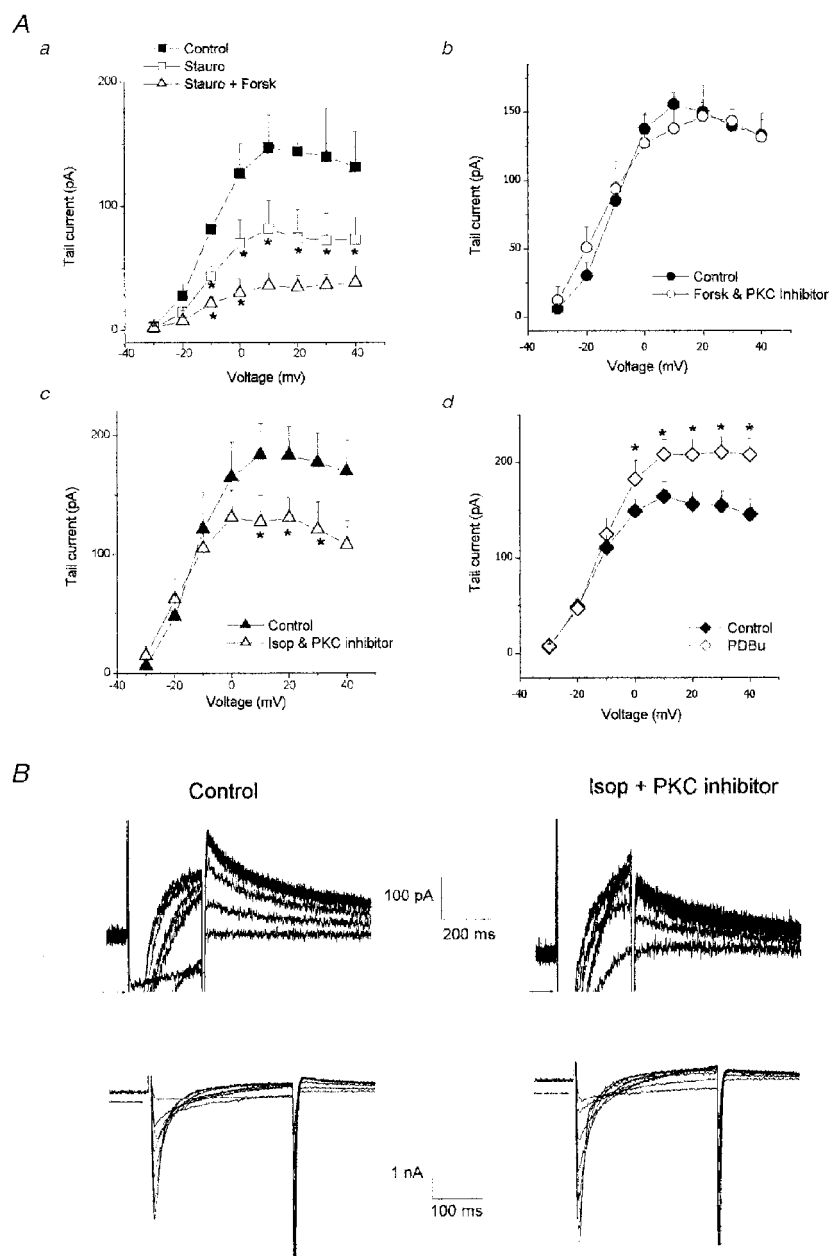 A
a
Control
Stauro
Stauro + Forsk
200
100
0
Tail current (pA)
-40 -20 0 20 40
Voltage (mv)
*
*
*
*
*
*
*
*
*
b
150
100
50
0
Tail current (pA)
Control
Forsk & PKC Inhibitor
-40 -20 0 20 40
Voltage (mV)
c
200
100
0
Tail current (pA)
*
*
*
Control
Isop & PKC inhibitor
-40 -20 0 20 40
Voltage (mV)
d
200
150
100
50
0
Tail current (pA)
*
*
*
*
*
Control
PDBu
-40 -20 0 20 40
Voltage (mV)
B
Control
Isop + PKC inhibitor
100 pA
200 ms
1 nA
100 ms